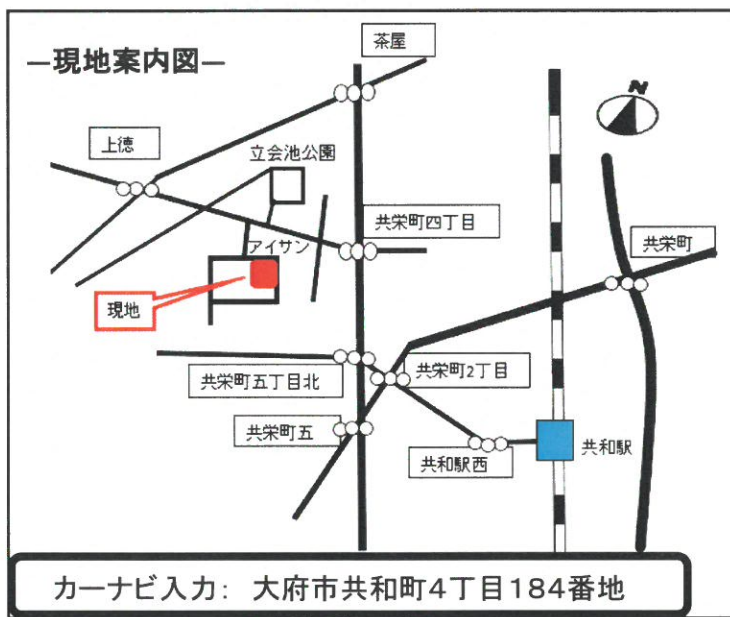 茶屋
―現地案内図―
N
上徳
立会池公園
共栄町四丁目
アイサン
共栄町
現地
共栄町五丁目北
共栄町2丁目
共栄町五
共和駅西
共和駅
カーナビ入力： 大府市共和町4丁目184番地